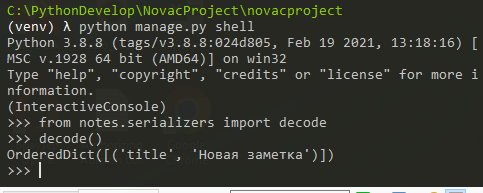 C:\PythonDevelop\NovacProject\novacproject
(venv) λ python manage.py shell
Python 3.8.8 (tags/v3.8.8:024d805, Feb 19 2021, 13:18:16) [
MSC v.1928 64 bit (AMD64)] on win32
Type "help", "copyright", "credits" or "license" for more i
nformation.
(InteractiveConsole)
>>> from notes.serializers import decode
>>> decode()
OrderedDict([('title', 'Новая заметка')])
>>>